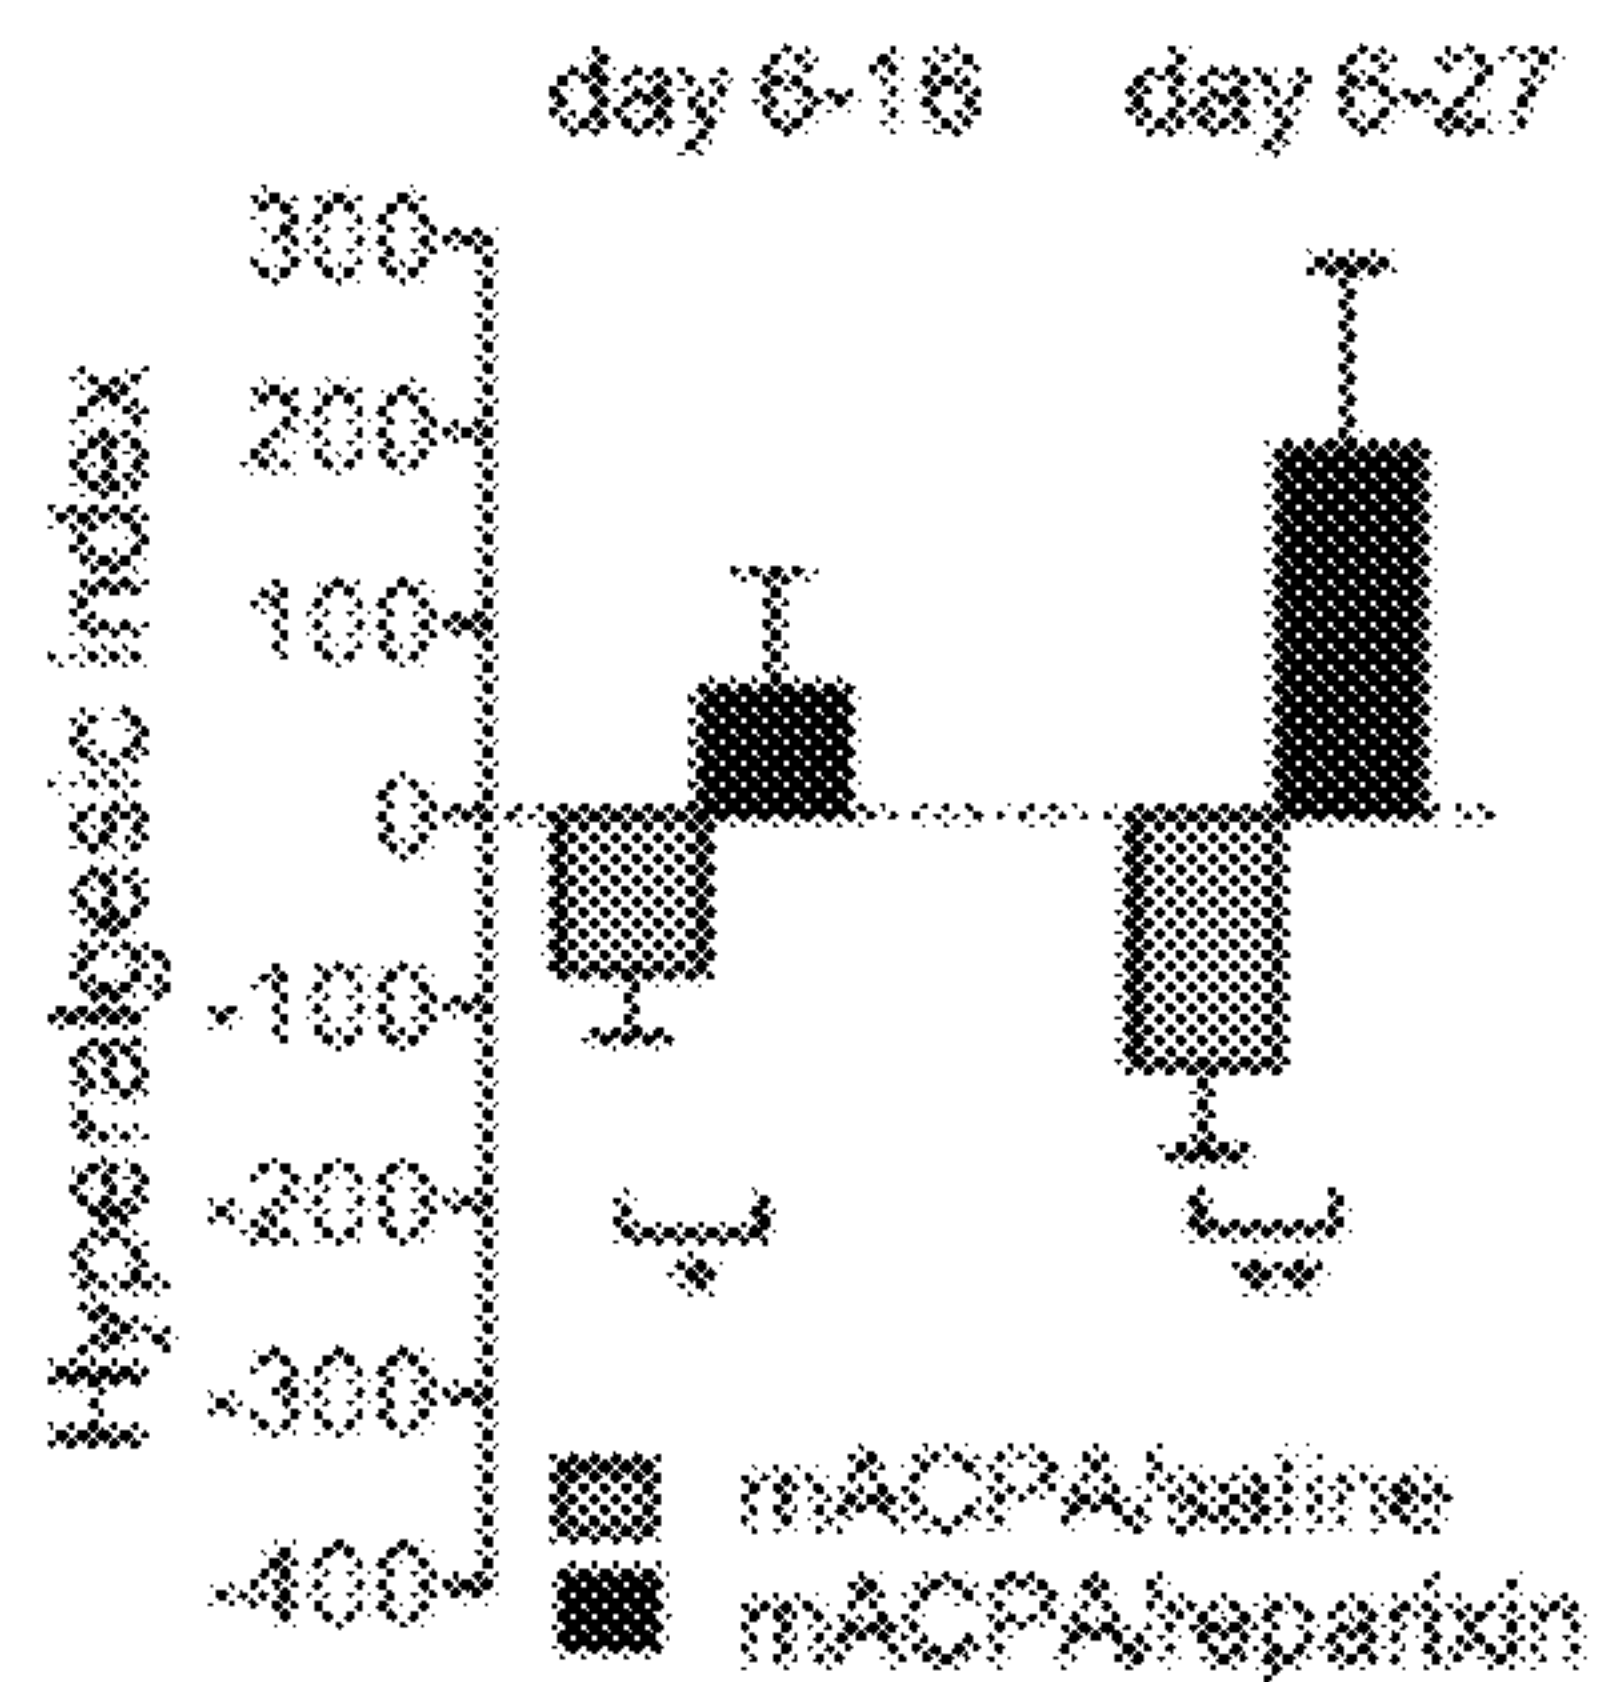 day 6-18 day 6-27
300
200
100
0
-100
-200
-300
-400
Hyperalgesic index
*
**
mACPA/saline
mACPA/reparixin